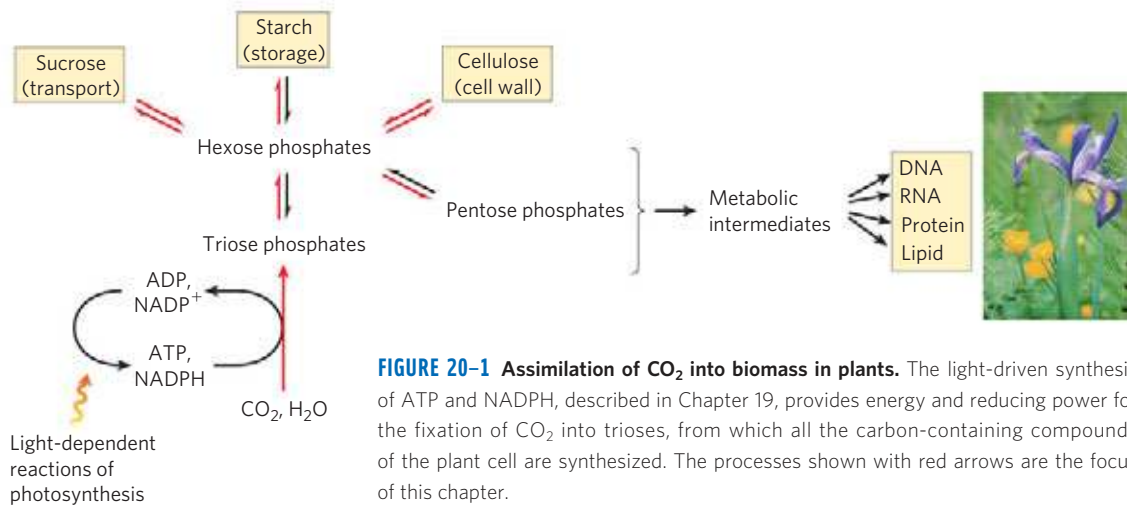 Starch
(storage)
Sucrose
(transport)
Cellulose
(cell wall)
Hexose phosphates
Pentose phosphates
Metabolic
intermediates
DNA
RNA
Protein
Lipid
Triose phosphates
ADP,
NADP⁺
ATP,
NADPH
CO₂, H₂O
Light-dependent
reactions of
photosynthesis
FIGURE 20–1 Assimilation of CO₂ into biomass in plants. The light-driven synthesi
of ATP and NADPH, described in Chapter 19, provides energy and reducing power fo
the fixation of CO₂ into trioses, from which all the carbon-containing compound
of the plant cell are synthesized. The processes shown with red arrows are the focu
of this chapter.